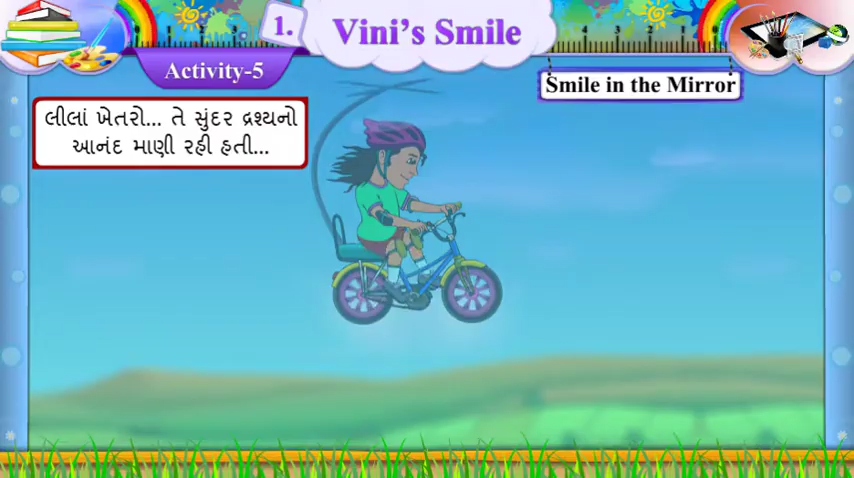 1.
Vini's Smile
Activity-5
Smile in the Mirror
લીલાં ખેતરો... તે સુંદર દ્રશ્યનો
આનંદ માણી રહી હતી...